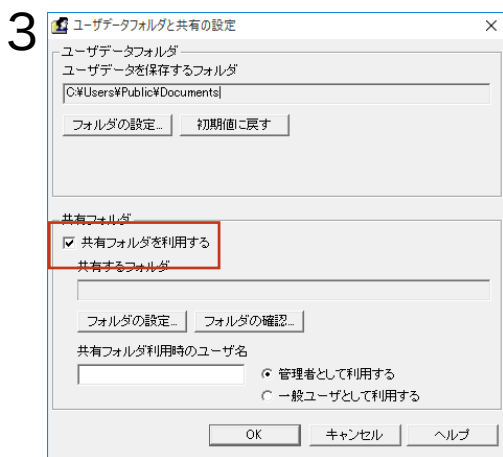 3
ユーザデータフォルダと共有の設定
ユーザデータフォルダ
ユーザデータを保存するフォルダ
C:¥Users¥Public¥Documents
フォルダの設定... 初期値に戻す
共有フォルダ
共有フォルダを利用する
共有するフォルダ
フォルダの設定... フォルダの確認...
共有フォルダ利用時のユーザ名
管理者として利用する
一般ユーザとして利用する
OK キャンセル ヘルプ